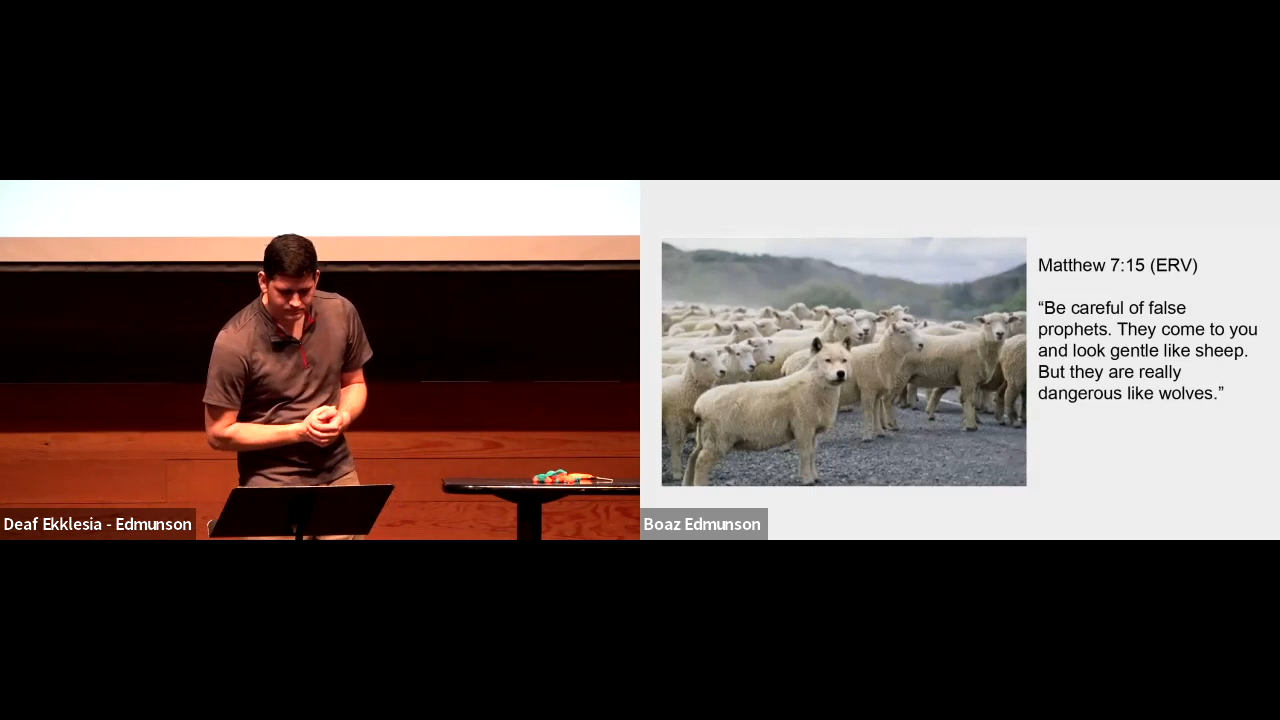 Matthew 7:15 (ERV)
“Be careful of false
prophets. They come to you
and look gentle like sheep.
But they are really
dangerous like wolves.”
Deaf Ekklesia - Edmunson
Boaz Edmunson